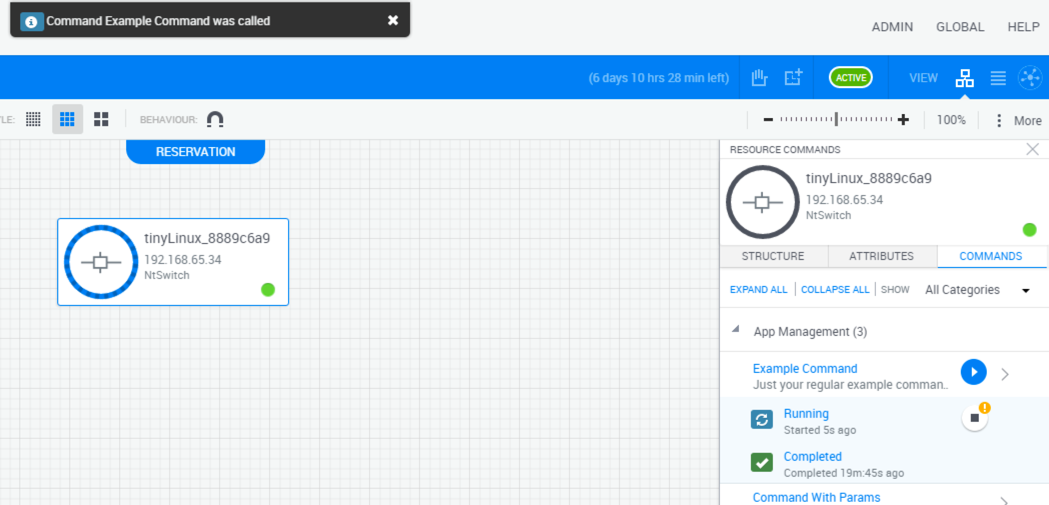 Command Example Command was called
ADMIN GLOBAL HELP
(6 days 10 hrs 28 min left) ACTIVE VIEW
LE: BEHAVIOUR: 100% More
RESERVATION
tinyLinux_8889c6a9
192.168.65.34
NtSwitch
RESOURCE COMMANDS
tinyLinux_8889c6a9
192.168.65.34
NtSwitch
STRUCTURE ATTRIBUTES COMMANDS
EXPAND ALL | COLLAPSE ALL | SHOW All Categories
App Management (3)
Example Command
Just your regular example comman..
Running
Started 5s ago
Completed
Completed 19m:45s ago
Command With Params